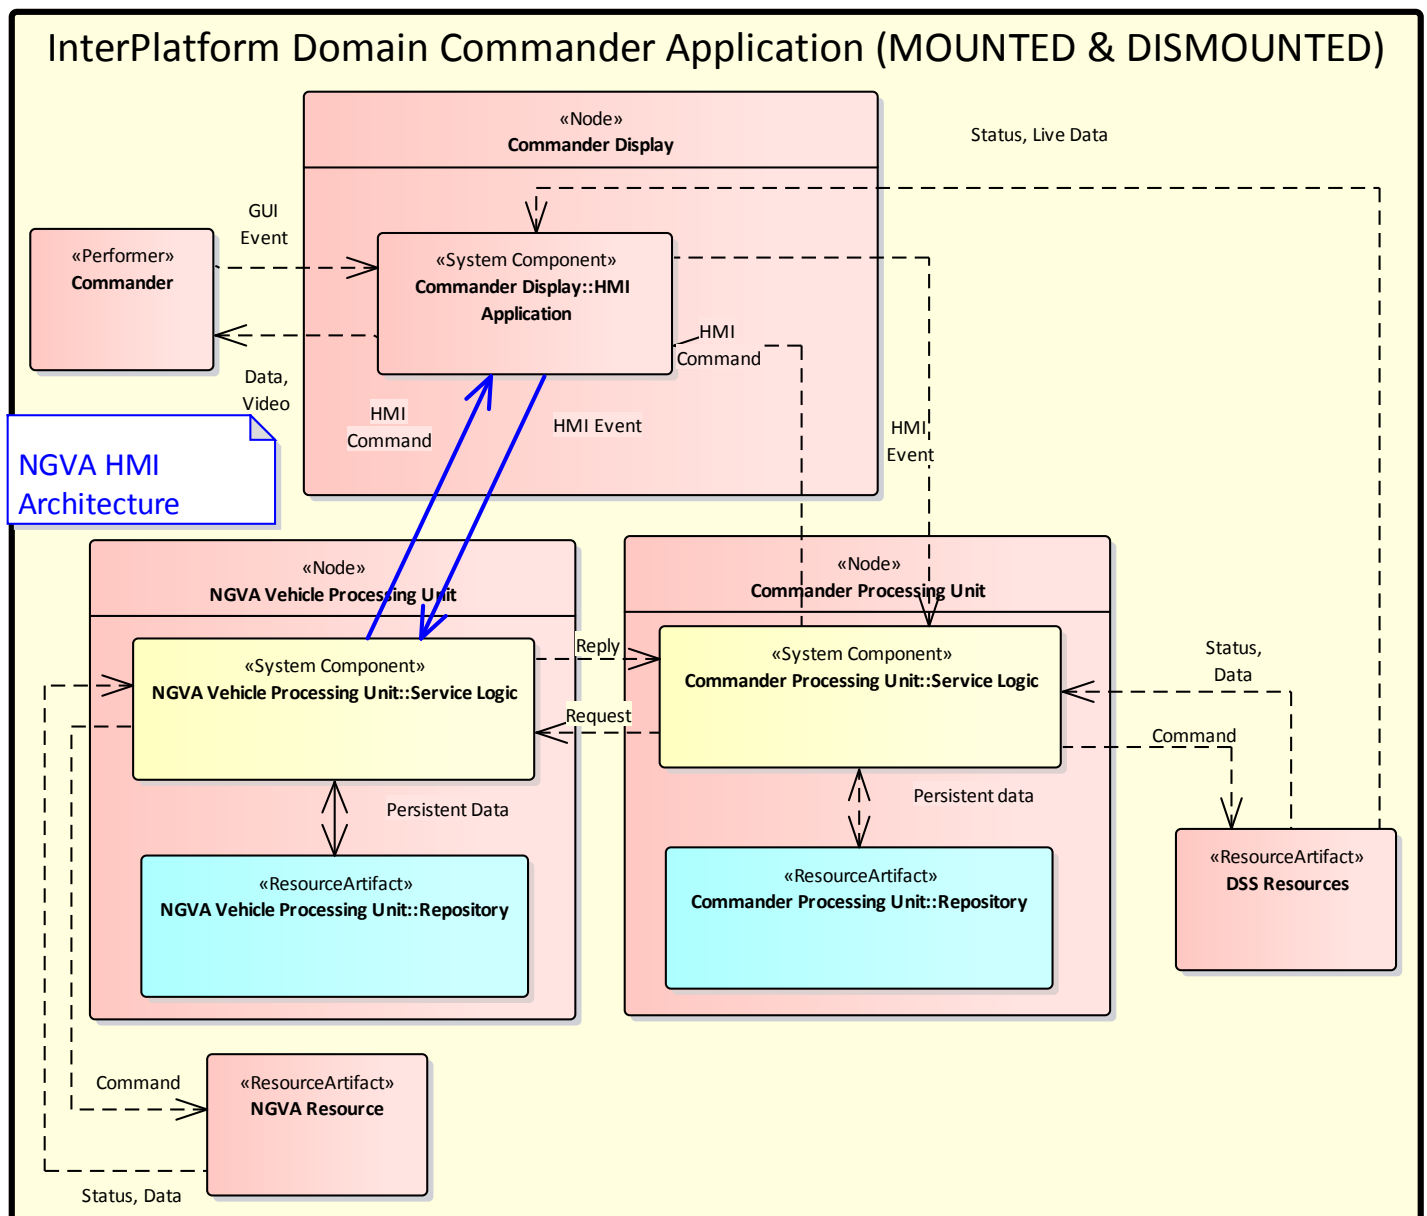 InterPlatform Domain Commander Application (MOUNTED & DISMOUNTED)
«Node»
Commander Display
Status, Live Data
GUI
Event
«Performer»
Commander
«System Component»
Commander Display::HMI
Application
HMI
Command
Data,
Video
HMI
Command
HMI Event
HMI
Event
NGVA HMI
Architecture
«Node»
NGVA Vehicle Processing Unit
«Node»
Commander Processing Unit
«System Component»
NGVA Vehicle Processing Unit::Service Logic
Reply
Request
«System Component»
Commander Processing Unit::Service Logic
Status,
Data
Command
Persistent Data
Persistent data
«ResourceArtifact»
NGVA Vehicle Processing Unit::Repository
«ResourceArtifact»
Commander Processing Unit::Repository
«ResourceArtifact»
DSS Resources
Command
«ResourceArtifact»
NGVA Resource
Status, Data